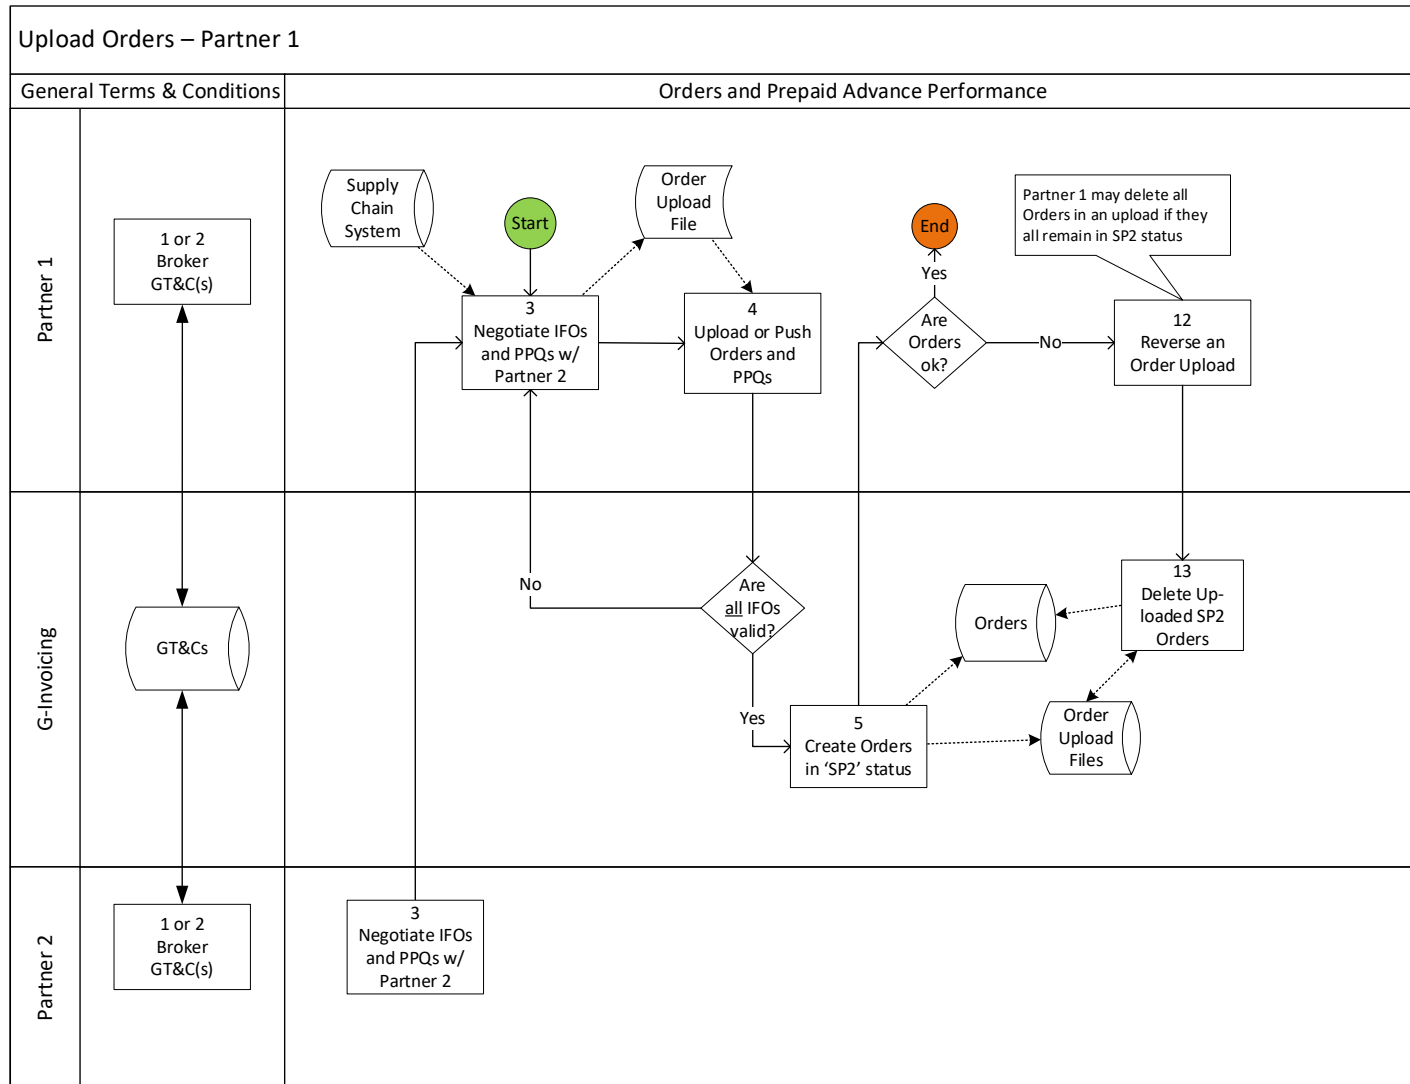 Upload Orders – Partner 1
General Terms & Conditions
Orders and Prepaid Advance Performance
Partner 1
1 or 2
Broker
GT&C(s)
Supply
Chain
System
Start
Order
Upload
File
End
Partner 1 may delete all
Orders in an upload if they
all remain in SP2 status
Yes
3
Negotiate IFOs
and PPQs w/
Partner 2
4
Upload or Push
Orders and
PPQs
Are
Orders
ok?
No
12
Reverse an
Order Upload
G-Invoicing
GT&Cs
No
Are
all IFOs
valid?
Yes
5
Create Orders
in ‘SP2’ status
Orders
13
Delete Up-
loaded SP2
Orders
Order
Upload
Files
Partner 2
1 or 2
Broker
GT&C(s)
3
Negotiate IFOs
and PPQs w/
Partner 2